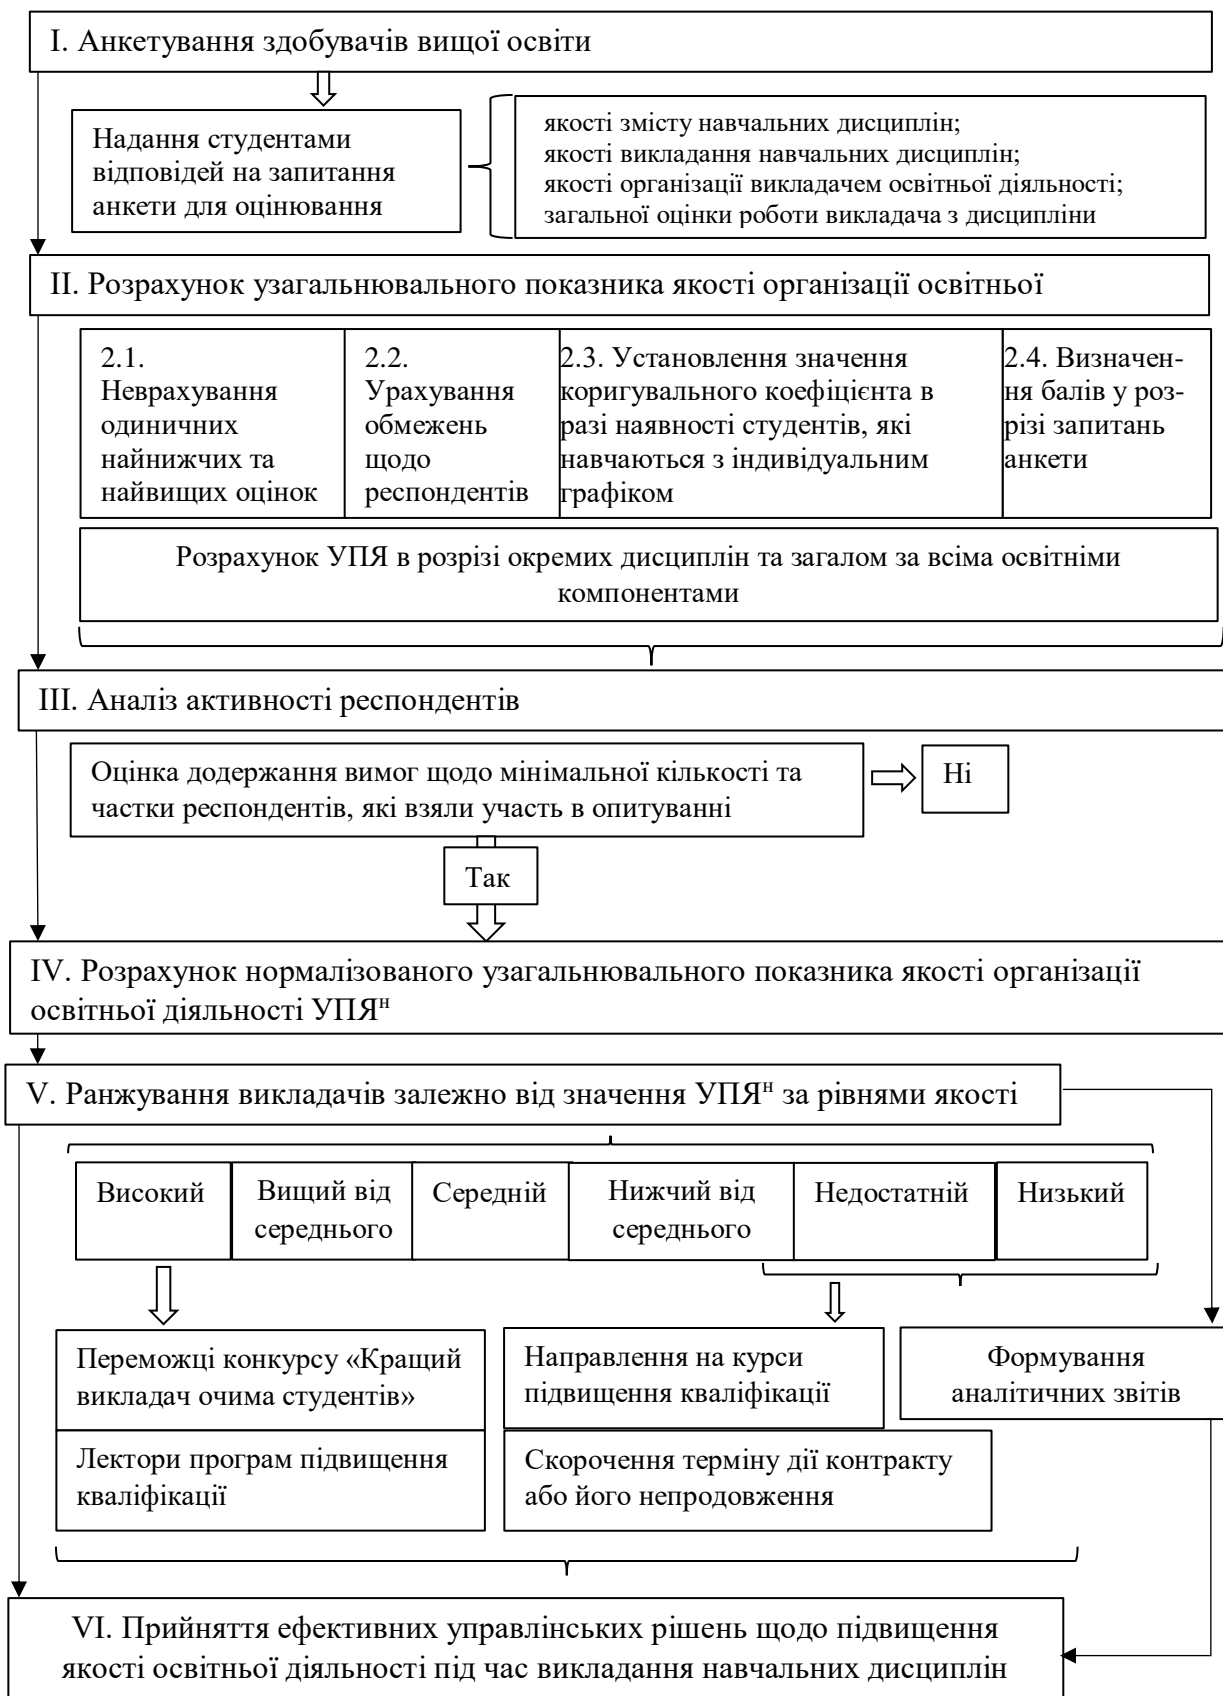 I. Анкетування здобувачів вищої освіти
Надання студентами
відповідей на запитання
анкети для оцінювання
якості змісту навчальних дисциплін;
якості викладання навчальних дисциплін;
якості організації викладачем освітньої діяльності;
загальної оцінки роботи викладача з дисципліни
II. Розрахунок узагальнювального показника якості організації освітньої
2.1.
Неврахування
одиничних
найнижчих та
найвищих оцінок
2.2.
Урахування
обмежень
щодо
респондентів
2.3. Установлення значення
коригувального коефіцієнта в
разі наявності студентів, які
навчаються з індивідуальним
графіком
2.4. Визначен-
ня балів у роз-
різі запитань
анкети
Розрахунок УПЯ в розрізі окремих дисциплін та загалом за всіма освітніми
компонентами
III. Аналіз активності респондентів
Оцінка додержання вимог щодо мінімальної кількості та
частки респондентів, які взяли участь в опитуванні
Ні
Так
IV. Розрахунок нормалізованого узагальнювального показника якості організації
освітньої діяльності УПЯⁿ
V. Ранжування викладачів залежно від значення УПЯⁿ за рівнями якості
Високий
Вищий від
середнього
Середній
Нижчий від
середнього
Недостатній
Низький
Переможці конкурсу «Кращий
викладач очима студентів»
Лектори програм підвищення
кваліфікації
Направлення на курси
підвищення кваліфікації
Скорочення терміну дії контракту
або його непродовження
Формування
аналітичних звітів
VI. Прийняття ефективних управлінських рішень щодо підвищення
якості освітньої діяльності під час викладання навчальних дисциплін